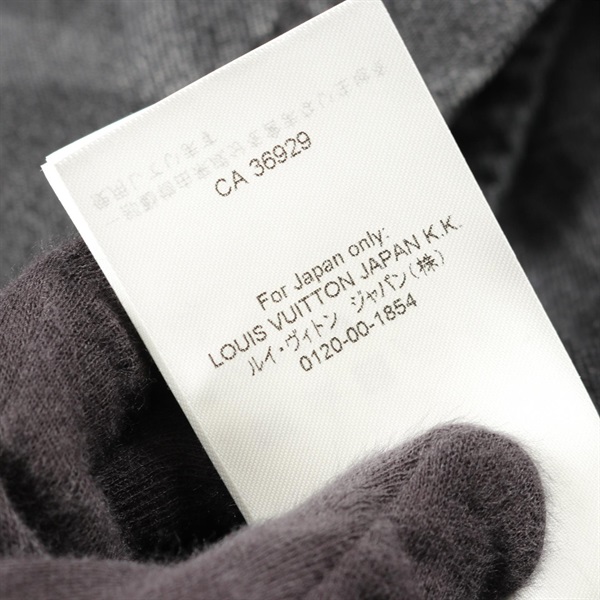 CA 36929
For Japan only:
LOUIS VUITTON JAPAN K.K.
ルイ・ヴィトン ジャパン(株)
0120-00-1854